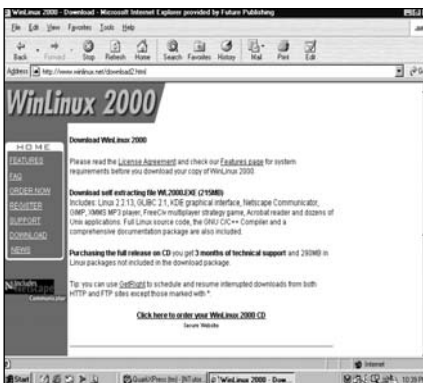 WinLinux 2000 - Download - Microsoft Internet Explorer provided by Future Publishing
File Edit View Favorites Tools Help
Back Forward Stop Refresh Home Search Favorites History Mail Print Edit
Address http://www.winlinux.net/download2.html
WinLinux 2000
HOME
FEATURES
FAQ
ORDER NOW
REGISTER
SUPPORT
DOWNLOAD
NEWS
Includes
Netscape
Communicator
Download WinLinux 2000
Please read the License Agreement and check our Features page for system
requirements before you download your copy of WinLinux 2000.
Download self extracting file WL2000.EXE (215MB)
Includes: Linux 2.2.13, GLIBC 2.1, KDE graphical interface, Netscape Communicator,
GIMP, XMMS MP3 player, FreeCiv multiplayer strategy game, Acrobat reader and dozens of
Unix applications. Full Linux source code, the GNU C/C++ Compiler and a
comprehensive documentation package are also included.
Purchasing the full release on CD you get 3 months of technical support and 290MB in
Linux packages not included in the download package.
Tip: you can use GetRight to schedule and resume interrupted downloads from both
HTTP and FTP sites except those marked with *.
Click here to order your WinLinux 2000 CD
Secure Website
Internet
Start WinLinux 2000 - Dow... 10:39 PM